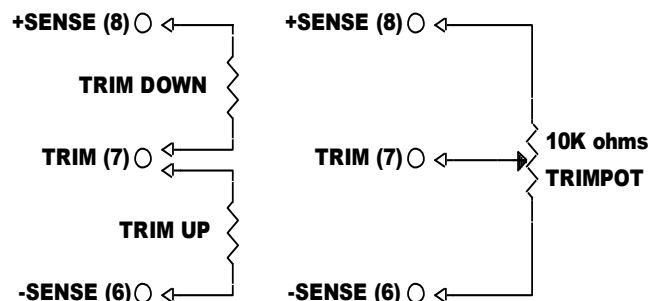 +SENSE (8)
TRIM DOWN
TRIM (7)
TRIM UP
-SENSE (6)
+SENSE (8)
10K ohms
TRIM (7)
TRIMPOT
-SENSE (6)